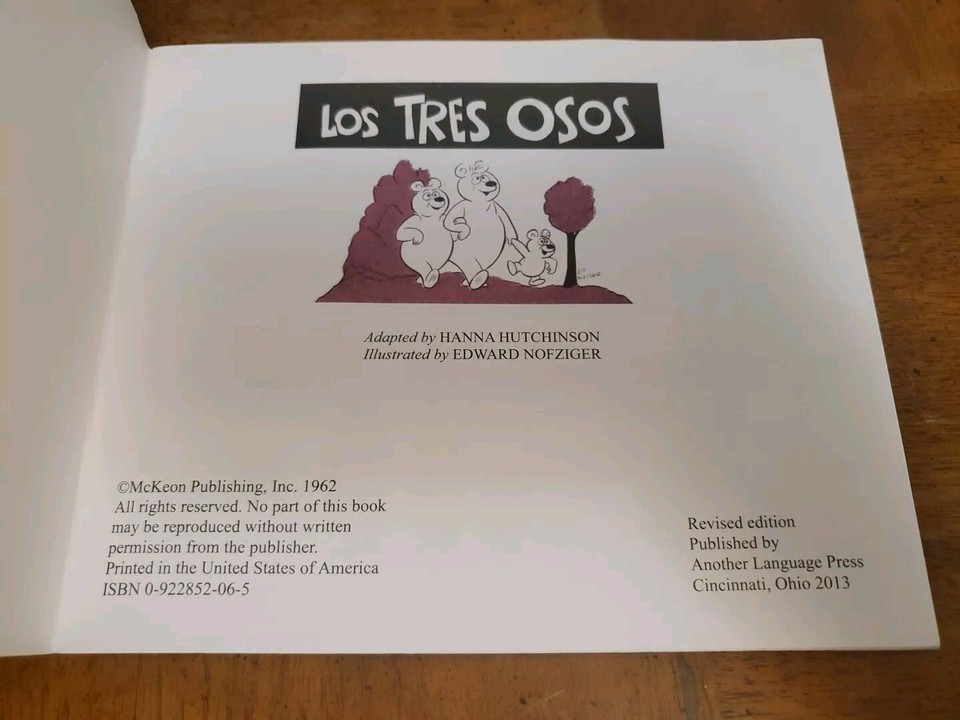 LOS TRES OSOS
Adapted by HANNA HUTCHINSON
Illustrated by EDWARD NOFZIGER
©McKeon Publishing, Inc. 1962
All rights reserved. No part of this book
may be reproduced without written
permission from the publisher.
Printed in the United States of America
ISBN 0-922852-06-5
Revised edition
Published by
Another Language Press
Cincinnati, Ohio 2013